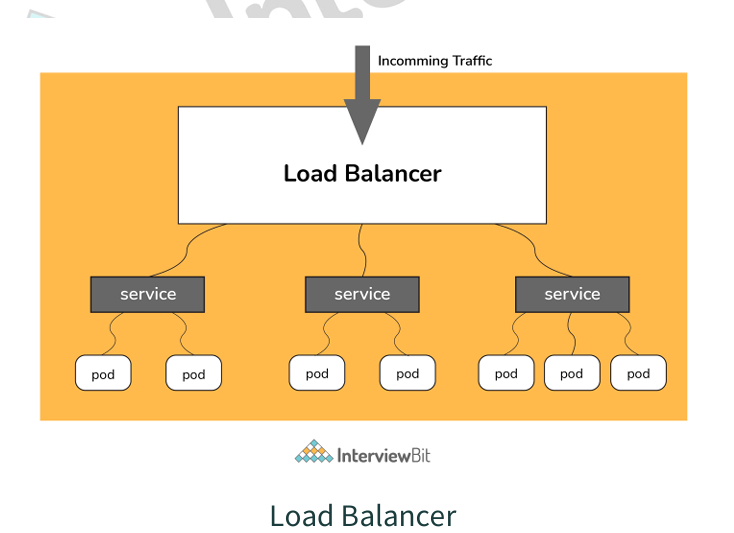 Incomming Traffic
Load Balancer
service
service
service
pod
pod
pod
pod
pod
pod
pod
InterviewBit
Load Balancer